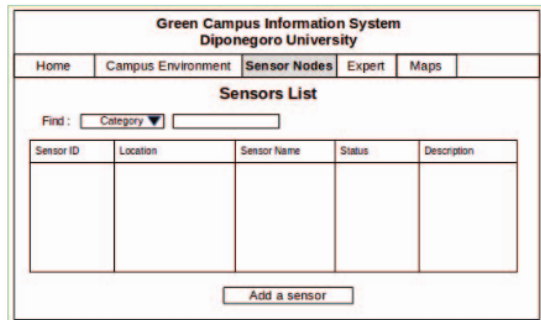 Green Campus Information System
Diponegoro University
Home Campus Environment Sensor Nodes Expert Maps
Sensors List
Find : Category
Sensor ID Location Sensor Name Status Description
Add a sensor